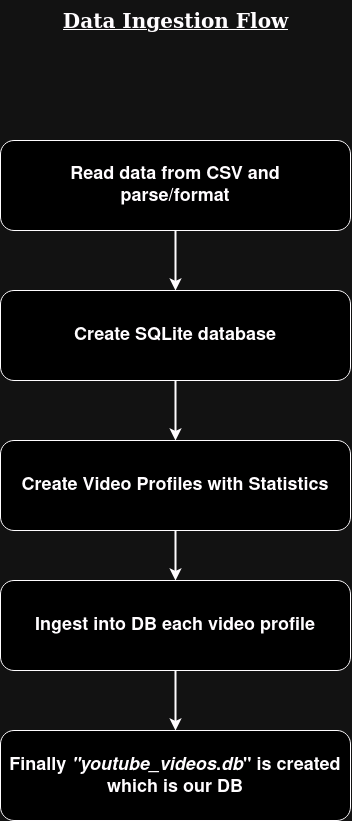 Data Ingestion Flow
Read data from CSV and
parse/format
Create SQLite database
Create Video Profiles with Statistics
Ingest into DB each video profile
Finally "youtube_videos.db" is created
which is our DB